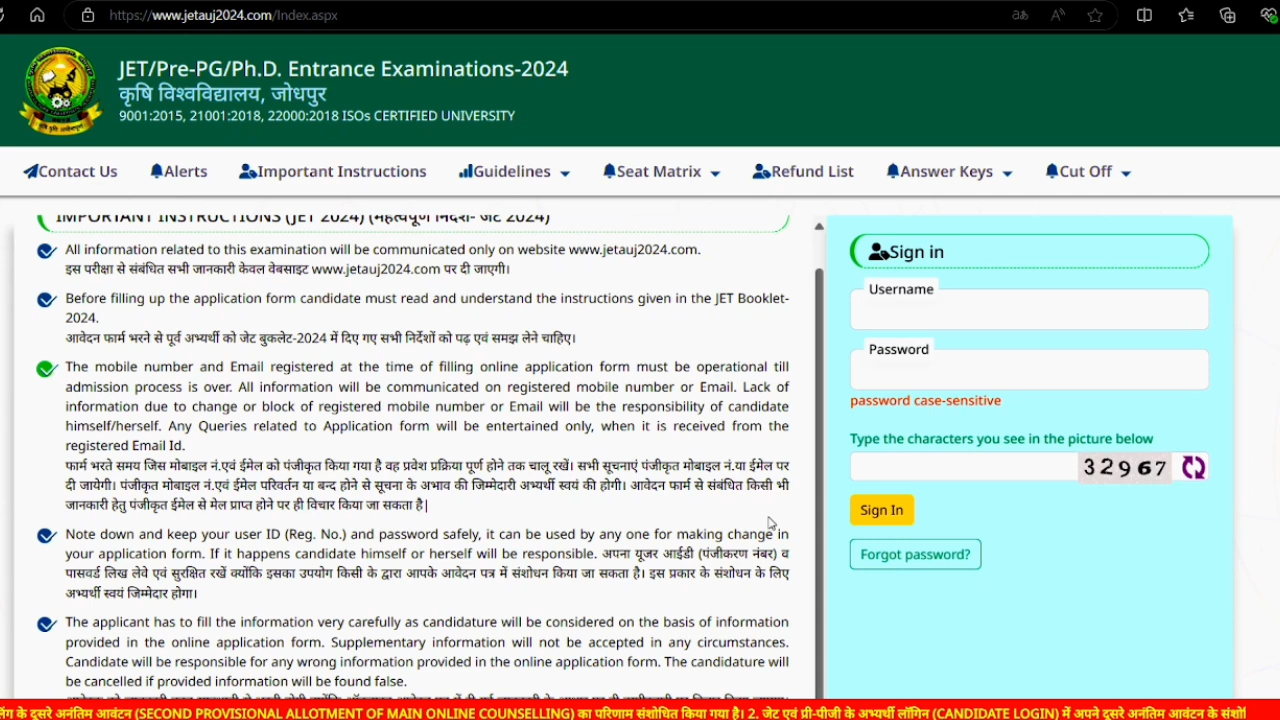 https://www.jetauj2024.com/Index.aspx
JET/Pre-PG/Ph.D. Entrance Examinations-2024
कृषि विश्वविद्यालय, जोधपुर
9001:2015, 21001:2018, 22000:2018 ISOs CERTIFIED UNIVERSITY
Contact Us Alerts Important Instructions Guidelines Seat Matrix Refund List Answer Keys Cut Off
IMPORTANT INSTRUCTIONS (JET 2024) (महत्वपूर्ण निर्देश- जेट 2024)
All information related to this examination will be communicated only on website www.jetauj2024.com.
इस परीक्षा से संबंधित सभी जानकारी केवल वेबसाइट www.jetauj2024.com पर दी जाएगी।
Before filling up the application form candidate must read and understand the instructions given in the JET Booklet-
2024.
आवेदन फार्म भरने से पूर्व अभ्यर्थी को जेट बुकलेट-2024 में दिए गए सभी निर्देशों को पढ़ एवं समझ लेने चाहिए।
The mobile number and Email registered at the time of filling online application form must be operational till
admission process is over. All information will be communicated on registered mobile number or Email. Lack of
information due to change or block of registered mobile number or Email will be the responsibility of candidate
himself/herself. Any Queries related to Application form will be entertained only, when it is received from the
registered Email Id.
फार्म भरते समय जिस मोबाइल नं.एवं ईमेल को पंजीकृत किया गया है वह प्रवेश प्रक्रिया पूर्ण होने तक चालू रखें। सभी सूचनाएं पंजीकृत मोबाइल नं.या ईमेल पर
दी जायेगी। पंजीकृत मोबाइल नं.एवं ईमेल परिवर्तन या बन्द होने से सूचना के अभाव की जिम्मेदारी अभ्यर्थी स्वयं की होगी। आवेदन फार्म से संबंधित किसी भी
जानकारी हेतु पंजीकृत ईमेल से मेल प्राप्त होने पर ही विचार किया जा सकता है|
Note down and keep your user ID (Reg. No.) and password safely, it can be used by any one for making change in
your application form. If it happens candidate himself or herself will be responsible. अपना यूजर आईडी (पंजीकरण नंबर) व
पासवर्ड लिख लेवे एवं सुरक्षित रखें क्योंकि इसका उपयोग किसी के द्वारा आपके आवेदन पत्र में संशोधन किया जा सकता है। इस प्रकार के संशोधन के लिए
अभ्यर्थी स्वयं जिम्मेदार होगा।
The applicant has to fill the information very carefully as candidature will be considered on the basis of information
provided in the online application form. Supplementary information will not be accepted in any circumstances.
Candidate will be responsible for any wrong information provided in the online application form. The candidature will
be cancelled if provided information will be found false.
Sign in
Username
Password
password case-sensitive
Type the characters you see in the picture below
32967
Sign In
Forgot password?
के दूसरे अनंतिम आवंटन (SECOND PROVISIONAL ALLOTMENT OF MAIN ONLINE COUNSELLING) का परिणाम संशोधित किया गया है। 2. जेट एवं प्री-पीजी के अभ्यर्थी लॉगिन (CANDIDATE LOGIN) में अपने दूसरे अनंतिम आवंटन के